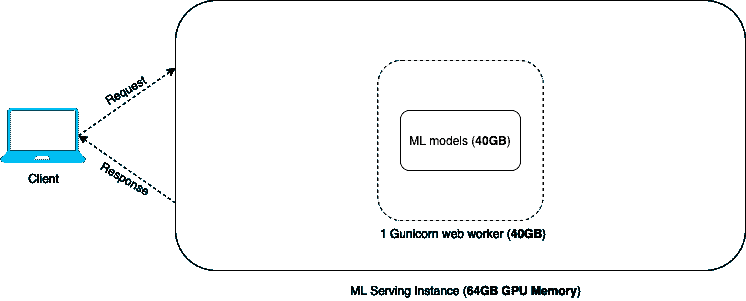 Request
ML models (40GB)
Response
Client
1 Gunicorn web worker (40GB)
ML Serving Instance (64GB GPU Memory)